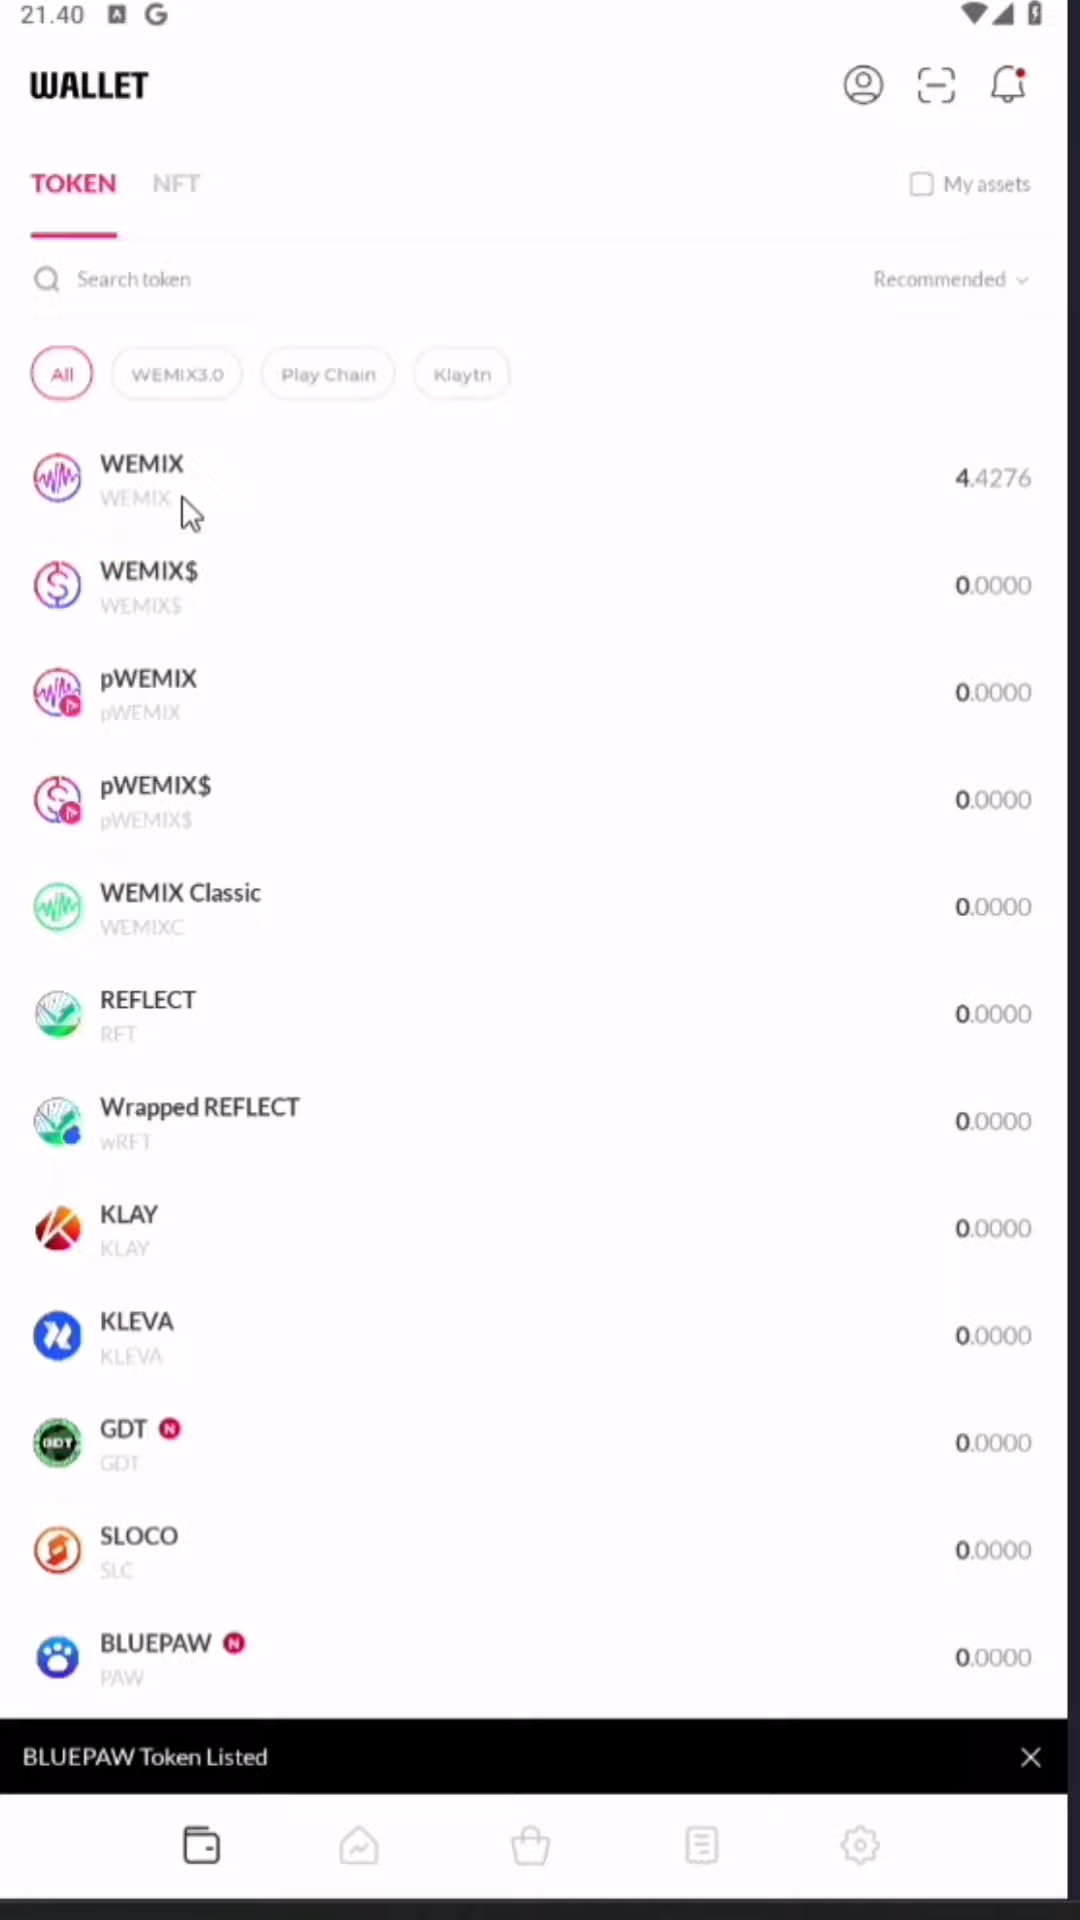 21.40
WALLET
TOKEN NFT My assets
Search token Recommended
All WEMIX3.0 Play Chain Klaytn
WEMIX
WEMIX
4.4276
WEMIX$
WEMIX$
0.0000
pWEMIX
pWEMIX
0.0000
pWEMIX$
pWEMIX$
0.0000
WEMIX Classic
WEMIXC
0.0000
REFLECT
RFT
0.0000
Wrapped REFLECT
wRFT
0.0000
KLAY
KLAY
0.0000
KLEVA
KLEVA
0.0000
GDT N
GDT
GDT
0.0000
SLOCO
SLC
0.0000
BLUEPAW N
PAW
0.0000
BLUEPAW Token Listed